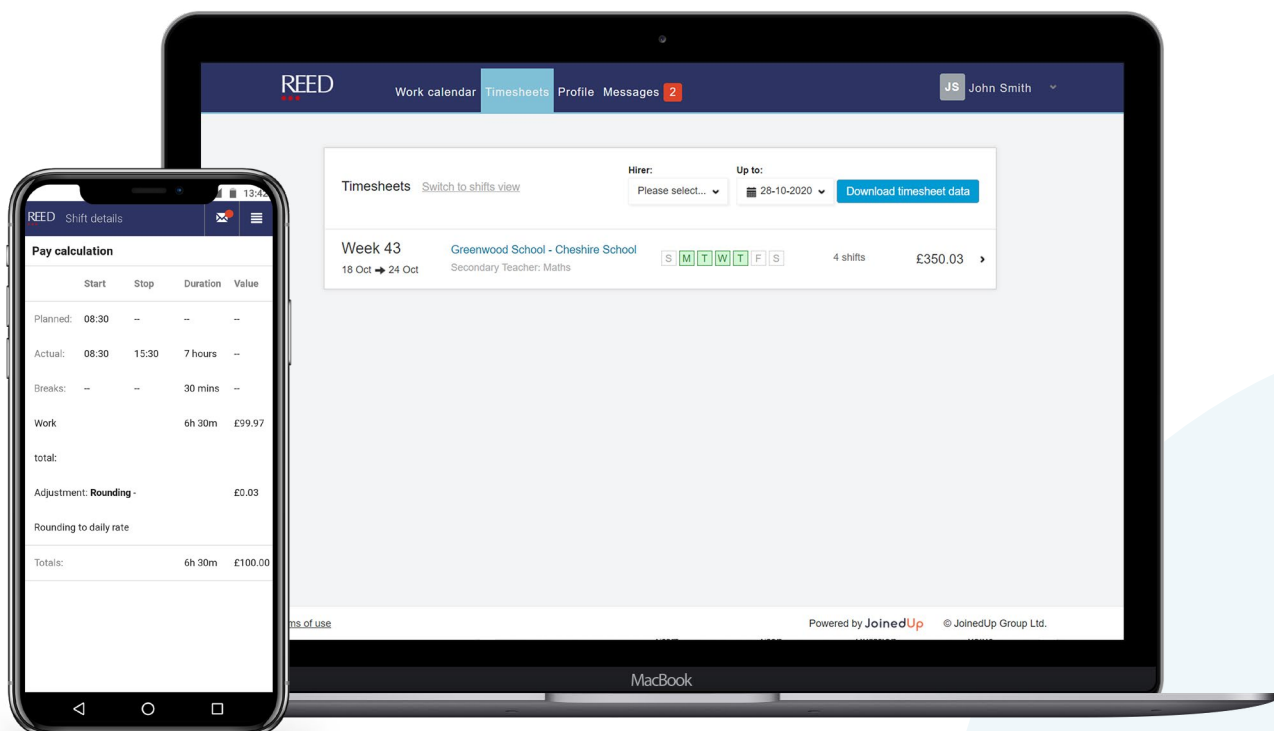 REED
Work calendar Timesheets Profile Messages 2
JS John Smith
Timesheets Switch to shifts view
Hirer:
Please select...
Up to:
28-10-2020
Download timesheet data
Week 43
18 Oct ➔ 24 Oct
Greenwood School - Cheshire School
Secondary Teacher: Maths
S M T W T F S
4 shifts
£350.03
Powered by JoinedUp
© JoinedUp Group Ltd.
of use
MacBook
13:42
REED Shift details
Pay calculation
Start Stop Duration Value
Planned: 08:30 -- -- --
Actual: 08:30 15:30 7 hours --
Breaks: -- -- 30 mins --
Work 6h 30m £99.97
total:
Adjustment: Rounding - £0.03
Rounding to daily rate
Totals: 6h 30m £100.00